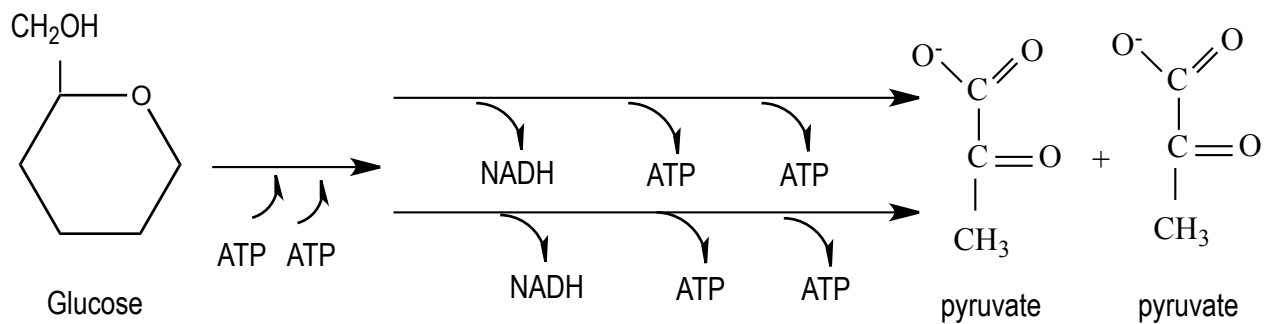 CH₂OH
O
Glucose
ATP ATP
NADH ATP ATP
NADH ATP ATP
O⁻ O
C
C O
CH₃
pyruvate
+
O⁻ O
C
C O
CH₃
pyruvate